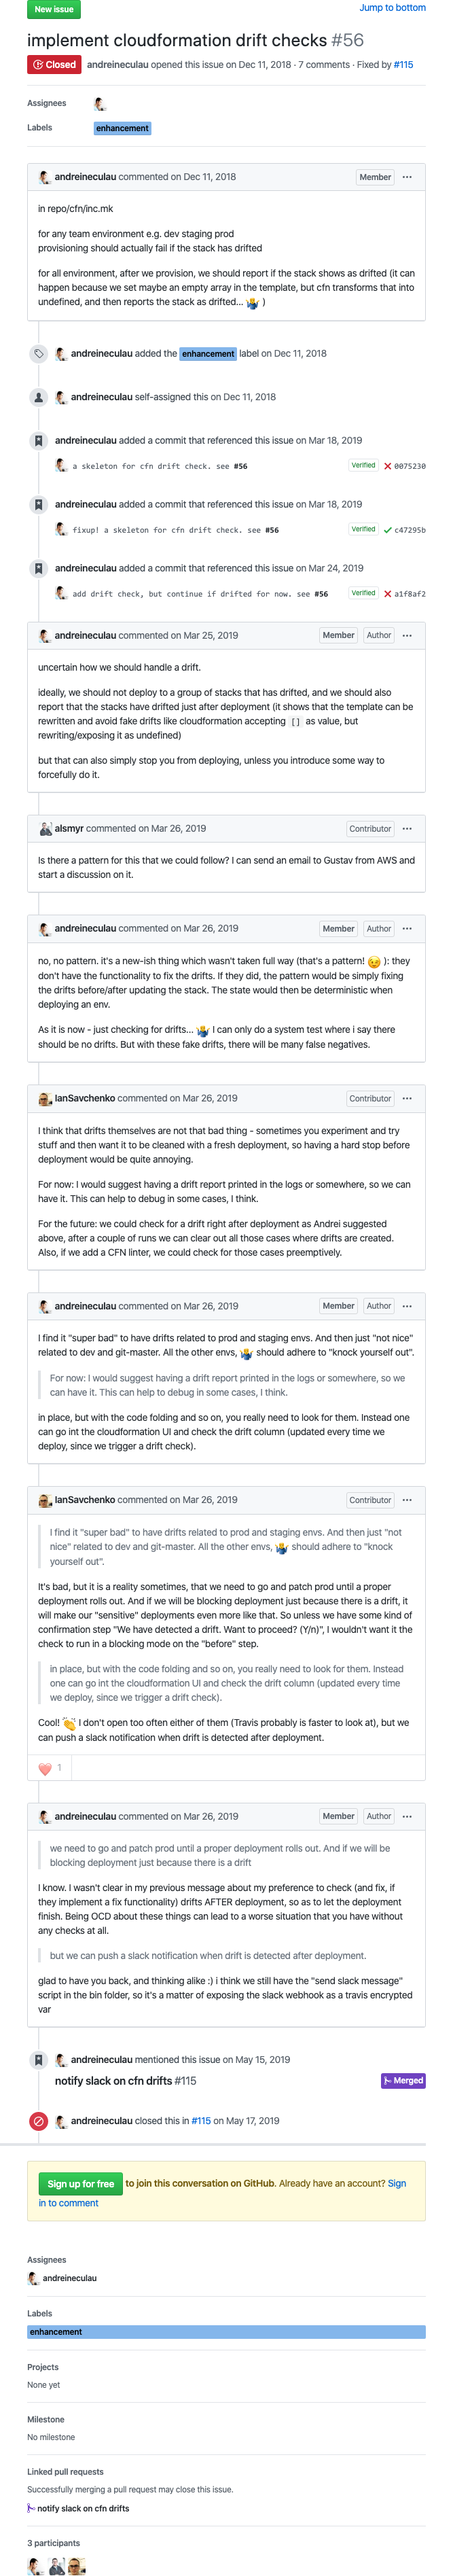 New issue
Jump to bottom
implement cloudformation drift checks #56
Closed
andreineculau opened this issue on Dec 11, 2018 · 7 comments · Fixed by #115
Assignees
Labels
enhancement
andreineculau commented on Dec 11, 2018
Member
in repo/cfn/inc.mk
for any team environment e.g. dev staging prod
provisioning should actually fail if the stack has drifted
for all environment, after we provision, we should report if the stack shows as drifted (it can
happen because we set maybe an empty array in the template, but cfn transforms that into
undefined, and then reports the stack as drifted... 🤷 )
andreineculau added the enhancement label on Dec 11, 2018
andreineculau self-assigned this on Dec 11, 2018
andreineculau added a commit that referenced this issue on Mar 18, 2019
a skeleton for cfn drift check. see #56
Verified
0075230
andreineculau added a commit that referenced this issue on Mar 18, 2019
fixup! a skeleton for cfn drift check. see #56
Verified
c47295b
andreineculau added a commit that referenced this issue on Mar 24, 2019
add drift check, but continue if drifted for now. see #56
Verified
a1f8af2
andreineculau commented on Mar 25, 2019
Member
Author
uncertain how we should handle a drift.
ideally, we should not deploy to a group of stacks that has drifted, and we should also
report that the stacks have drifted just after deployment (it shows that the template can be
rewritten and avoid fake drifts like cloudformation accepting [] as value, but
rewriting/exposing it as undefined)
but that can also simply stop you from deploying, unless you introduce some way to
forcefully do it.
alsmyr commented on Mar 26, 2019
Contributor
Is there a pattern for this that we could follow? I can send an email to Gustav from AWS and
start a discussion on it.
andreineculau commented on Mar 26, 2019
Member
Author
no, no pattern. it's a new-ish thing which wasn't taken full way (that's a pattern! 😉 ): they
don't have the functionality to fix the drifts. If they did, the pattern would be simply fixing
the drifts before/after updating the stack. The state would then be deterministic when
deploying an env.
As it is now - just checking for drifts... 🤷 I can only do a system test where i say there
should be no drifts. But with these fake drifts, there will be many false negatives.
IanSavchenko commented on Mar 26, 2019
Contributor
I think that drifts themselves are not that bad thing - sometimes you experiment and try
stuff and then want it to be cleaned with a fresh deployment, so having a hard stop before
deployment would be quite annoying.
For now: I would suggest having a drift report printed in the logs or somewhere, so we can
have it. This can help to debug in some cases, I think.
For the future: we could check for a drift right after deployment as Andrei suggested
above, after a couple of runs we can clear out all those cases where drifts are created.
Also, if we add a CFN linter, we could check for those cases preemptively.
andreineculau commented on Mar 26, 2019
Member
Author
I find it "super bad" to have drifts related to prod and staging envs. And then just "not nice"
related to dev and git-master. All the other envs, 🤷 should adhere to "knock yourself out".
For now: I would suggest having a drift report printed in the logs or somewhere, so we
can have it. This can help to debug in some cases, I think.
in place, but with the code folding and so on, you really need to look for them. Instead one
can go int the cloudformation UI and check the drift column (updated every time we
deploy, since we trigger a drift check).
IanSavchenko commented on Mar 26, 2019
Contributor
I find it "super bad" to have drifts related to prod and staging envs. And then just "not
nice" related to dev and git-master. All the other envs, 🤷 should adhere to "knock
yourself out".
It's bad, but it is a reality sometimes, that we need to go and patch prod until a proper
deployment rolls out. And if we will be blocking deployment just because there is a drift, it
will make our "sensitive" deployments even more like that. So unless we have some kind of
confirmation step "We have detected a drift. Want to proceed? (Y/n)", I wouldn't want it the
check to run in a blocking mode on the "before" step.
in place, but with the code folding and so on, you really need to look for them. Instead
one can go int the cloudformation UI and check the drift column (updated every time
we deploy, since we trigger a drift check).
Cool! 👏 I don't open too often either of them (Travis probably is faster to look at), but we
can push a slack notification when drift is detected after deployment.
1
andreineculau commented on Mar 26, 2019
Member
Author
we need to go and patch prod until a proper deployment rolls out. And if we will be
blocking deployment just because there is a drift
I know. I wasn't clear in my previous message about my preference to check (and fix, if
they implement a fix functionality) drifts AFTER deployment, so as to let the deployment
finish. Being OCD about these things can lead to a worse situation that you have without
any checks at all.
but we can push a slack notification when drift is detected after deployment.
glad to have you back, and thinking alike :) i think we still have the "send slack message"
script in the bin folder, so it's a matter of exposing the slack webhook as a travis encrypted
var
andreineculau mentioned this issue on May 15, 2019
notify slack on cfn drifts #115
Merged
andreineculau closed this in #115 on May 17, 2019
Sign up for free to join this conversation on GitHub. Already have an account? Sign
in to comment
Assignees
andreineculau
Labels
enhancement
Projects
None yet
Milestone
No milestone
Linked pull requests
Successfully merging a pull request may close this issue.
notify slack on cfn drifts
3 participants